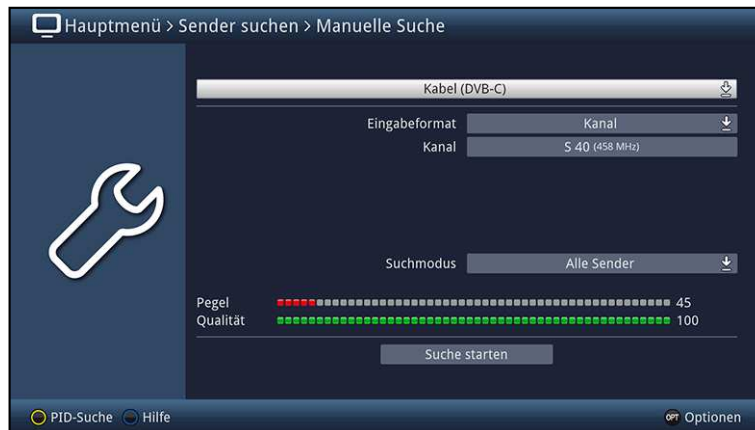 Hauptmenü > Sender suchen > Manuelle Suche
Kabel (DVB-C)
Eingabeformat Kanal
Kanal S 40 (458 MHz)
Suchmodus Alle Sender
Pegel 45
Qualität 100
Suche starten
PID-Suche Hilfe OPT Optionen